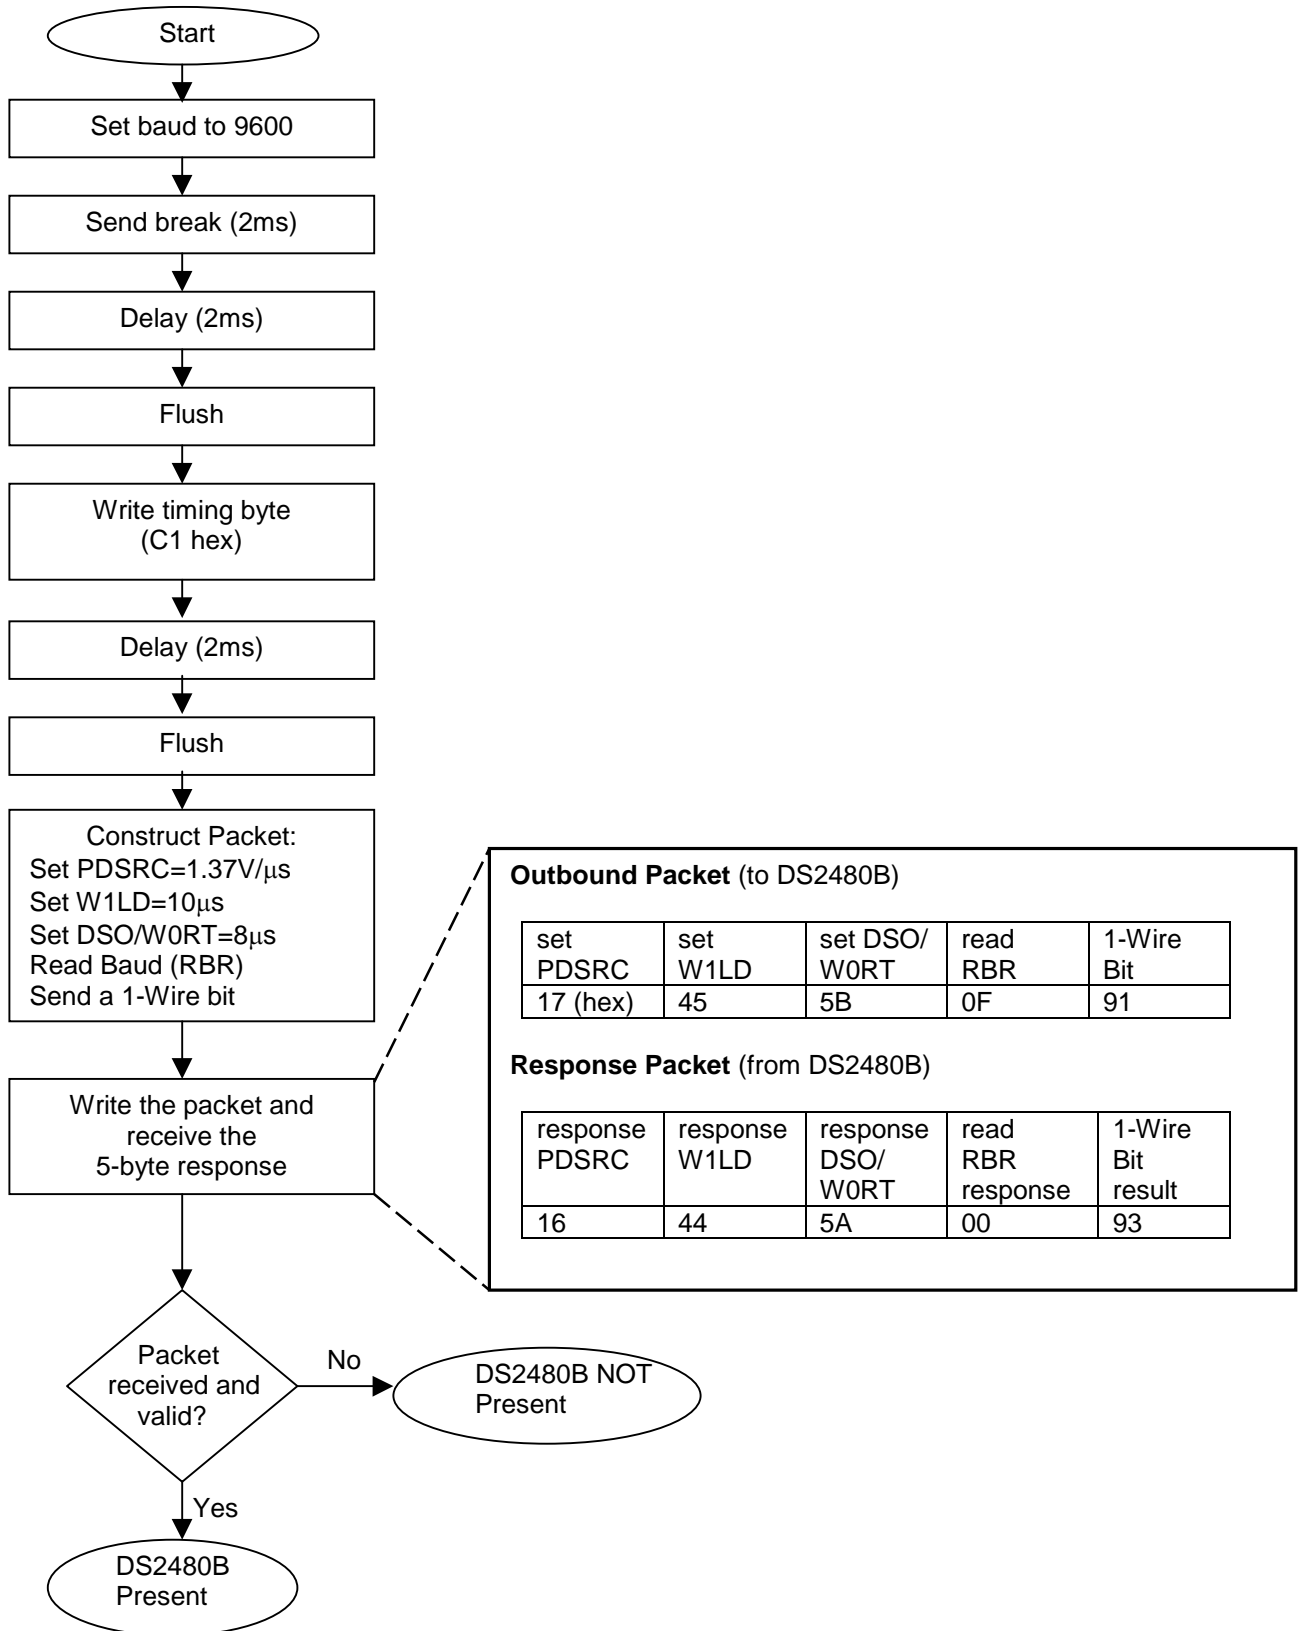 Start
Set baud to 9600
Send break (2ms)
Delay (2ms)
Flush
Write timing byte
(C1 hex)
Delay (2ms)
Flush
Construct Packet:
Set PDSRC=1.37V/μs
Set W1LD=10μs
Set DSO/W0RT=8μs
Read Baud (RBR)
Send a 1-Wire bit
Write the packet and
receive the
5-byte response
Outbound Packet (to DS2480B)
set set set DSO/ read 1-Wire
PDSRC W1LD W0RT RBR Bit
17 (hex) 45 5B 0F 91
Response Packet (from DS2480B)
response response response read 1-Wire
PDSRC W1LD DSO/ RBR Bit
W0RT response result
16 44 5A 00 93
Packet
received and
valid?
No
DS2480B NOT
Present
Yes
DS2480B
Present